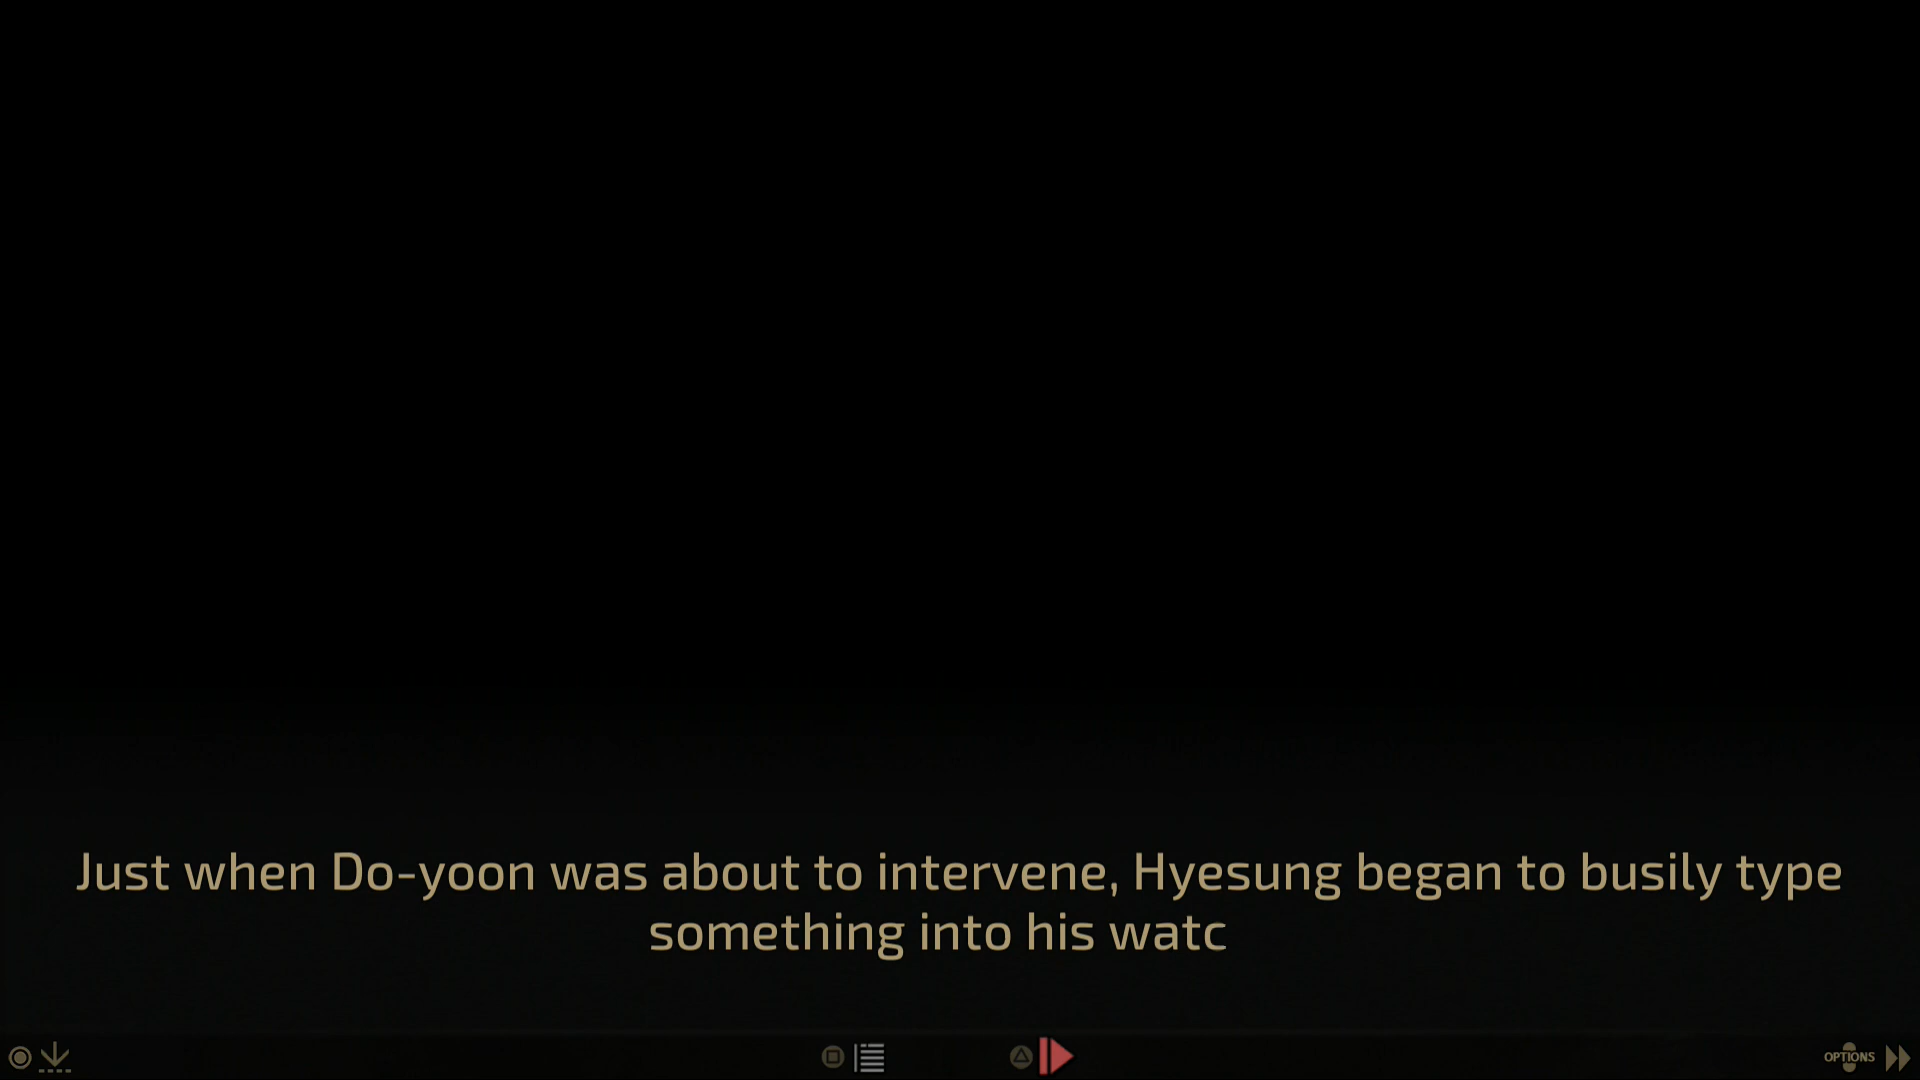 Just when Do-yoon was about to intervene, Hyesung began to busily type
something into his watc
OPTIONS